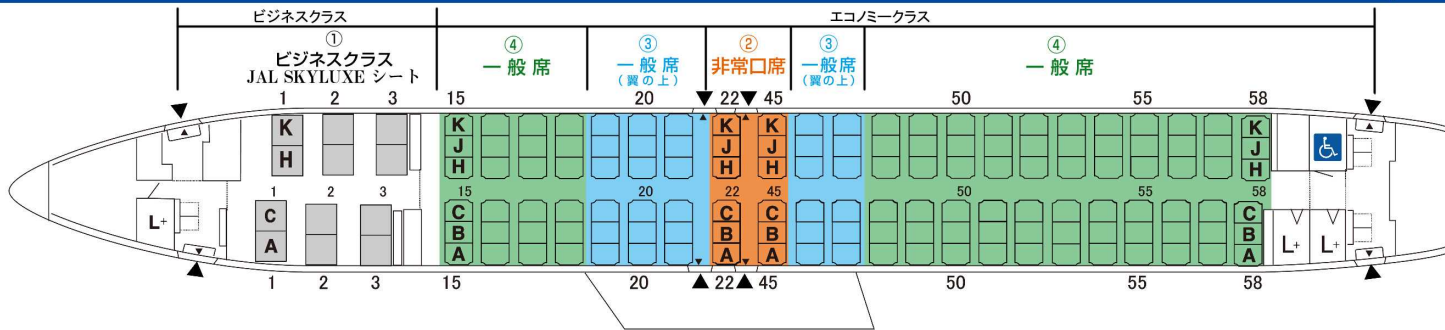 ビジネスクラス エコノミークラス
① ④ ③ ② ③ ④
ビジネスクラス 一般席 一般席 非常口席 一般席 一般席
JAL SKYLUXE シート (翼の上) (翼の上)
1 2 3 15 20 22 45 50 55 58
K K K K K
H J J J J
H H H H
1 2 3 15 20 22 45 50 55 58
C C C C C
L+ B B B B L+ L+
A A A A A
1 2 3 15 20 22 45 50 55 58